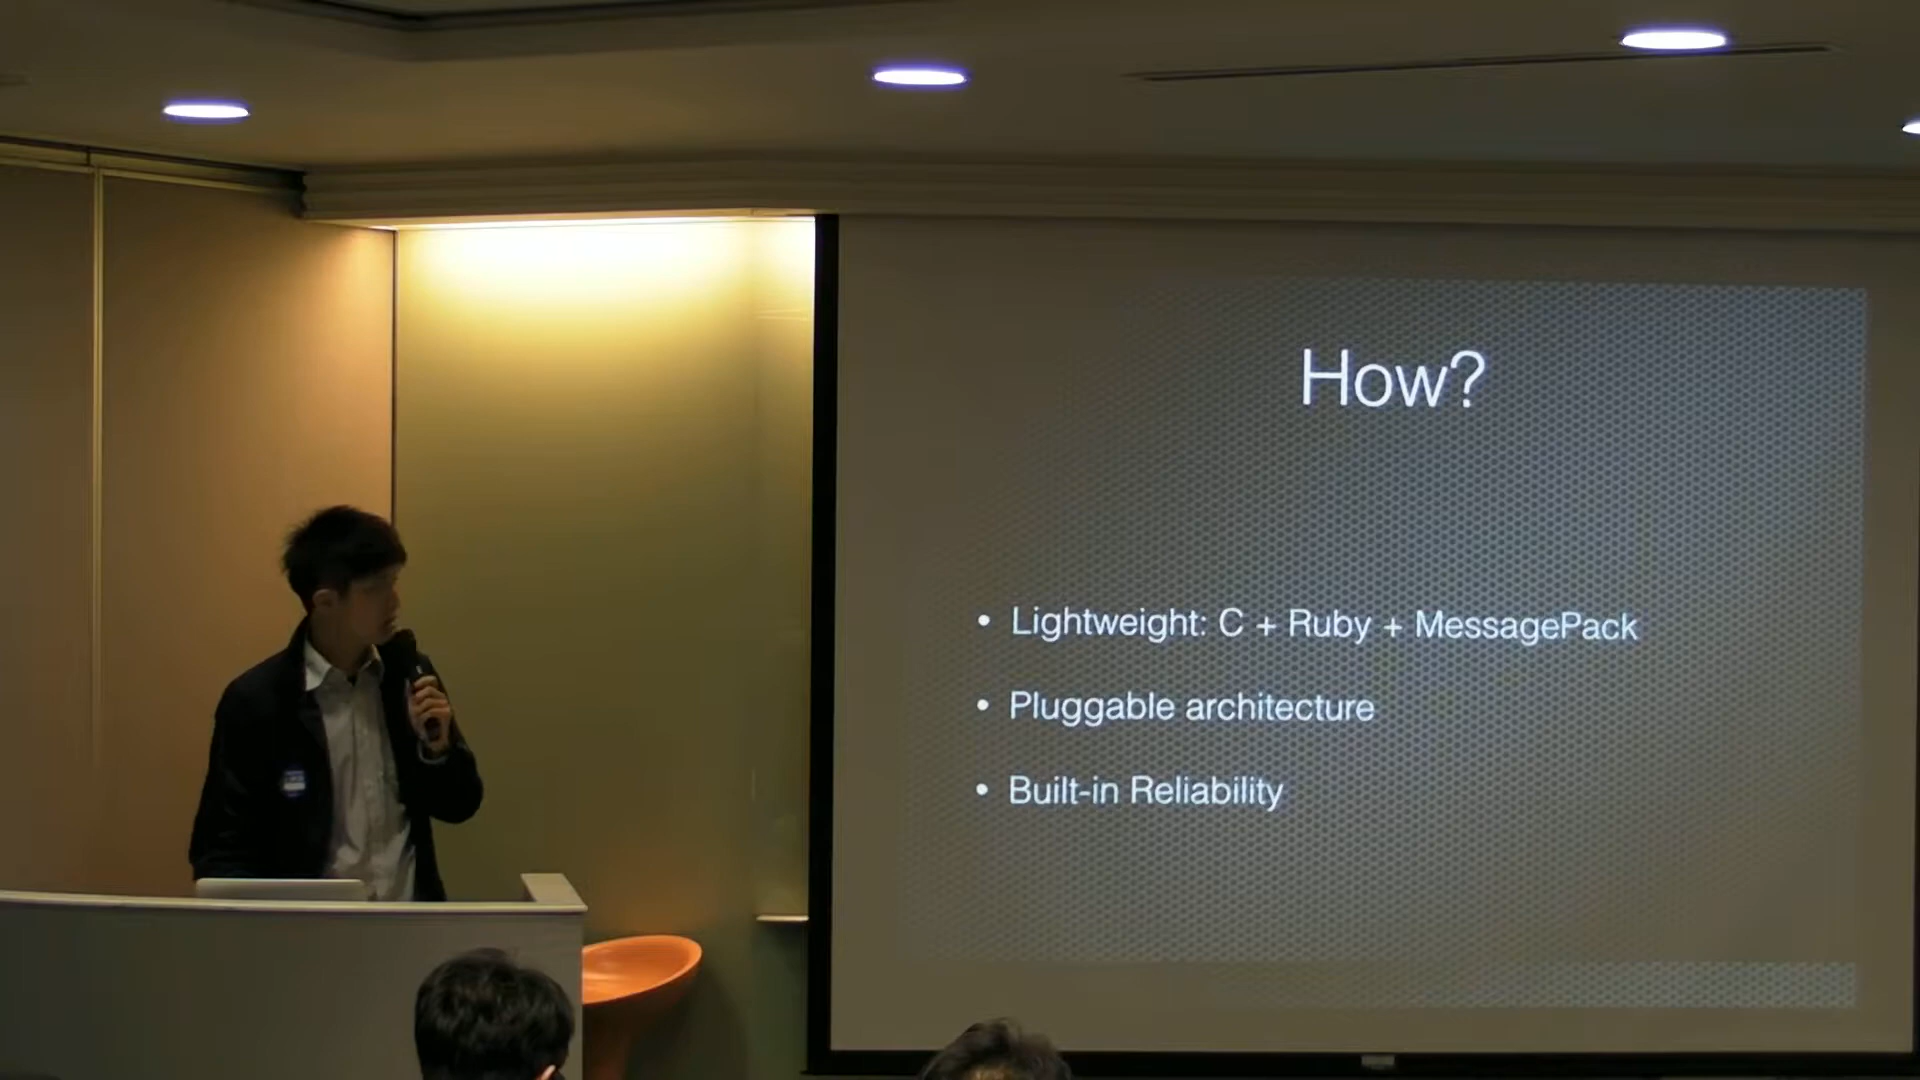 How?
• Lightweight: C + Ruby + MessagePack
• Pluggable architecture
• Built-in Reliability